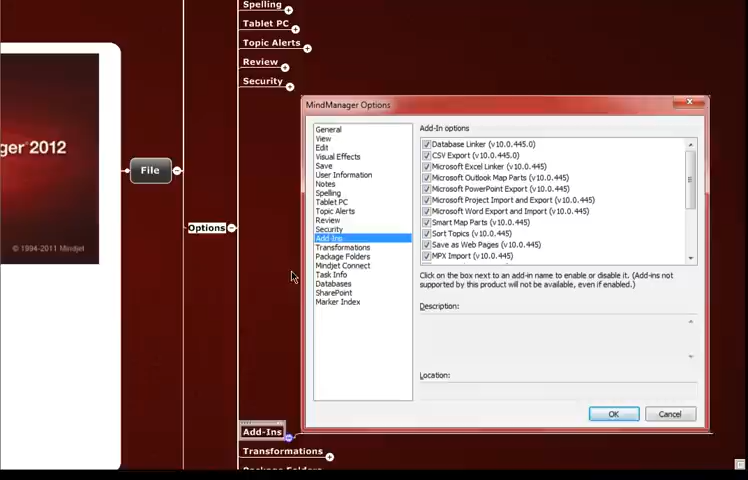 Spelling
Tablet PC
Topic Alerts
Review
Security
ger 2012
© 1994-2011 Mindjet
File
Options
MindManager Options
General
View
Edit
Visual Effects
Save
User Information
Notes
Spelling
Tablet PC
Topic Alerts
Review
Security
Add-Ins
Transformations
Package Folders
Mindjet Connect
Task Info
Databases
SharePoint
Marker Index
Add-In options
Database Linker (v10.0.445.0)
CSV Export (v10.0.445.0)
Microsoft Excel Linker (v10.0.445)
Microsoft Outlook Map Parts (v10.0.445)
Microsoft PowerPoint Export (v10.0.445)
Microsoft Project Import and Export (v10.0.445)
Microsoft Word Export and Import (v10.0.445)
Smart Map Parts (v10.0.445)
Sort Topics (v10.0.445)
Save as Web Pages (v10.0.445)
MPX Import (v10.0.445)
Click on the box next to an add-in name to enable or disable it. (Add-ins not
supported by this product will not be available, even if enabled.)
Description:
Location:
OK
Cancel
Add-Ins
Transformations
Package Folders